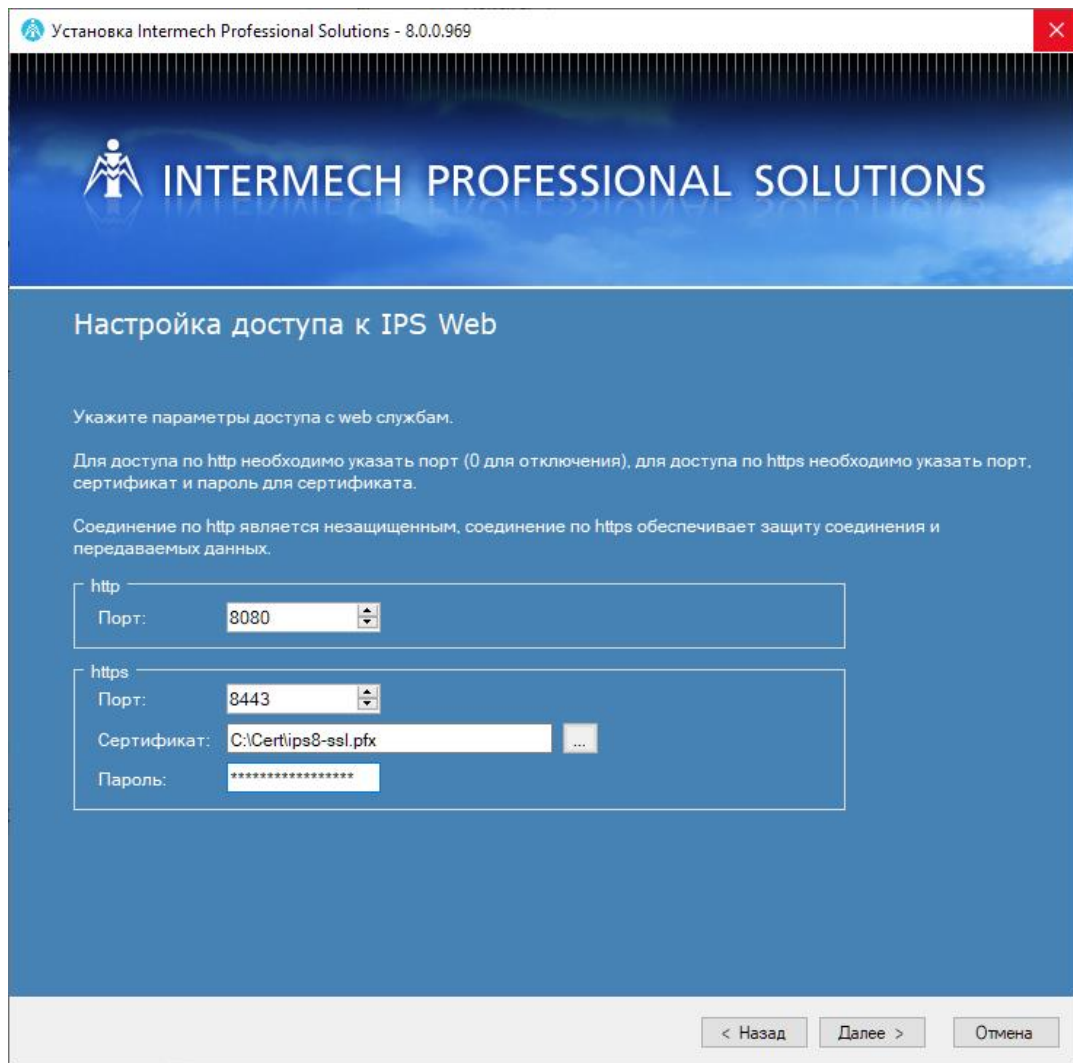 Установка Intermech Professional Solutions - 8.0.0.969
INTERMECH PROFESSIONAL SOLUTIONS
Настройка доступа к IPS Web
Укажите параметры доступа с web службам.
Для доступа по http необходимо указать порт (0 для отключения), для доступа по https необходимо указать порт,
сертификат и пароль для сертификата.
Соединение по http является незащищенным, соединение по https обеспечивает защиту соединения и
передаваемых данных.
http
Порт: 8080
https
Порт: 8443
Сертификат: C:\Cert\ips8-ssl.pfx ...
Пароль: *****************
< Назад Далее > Отмена